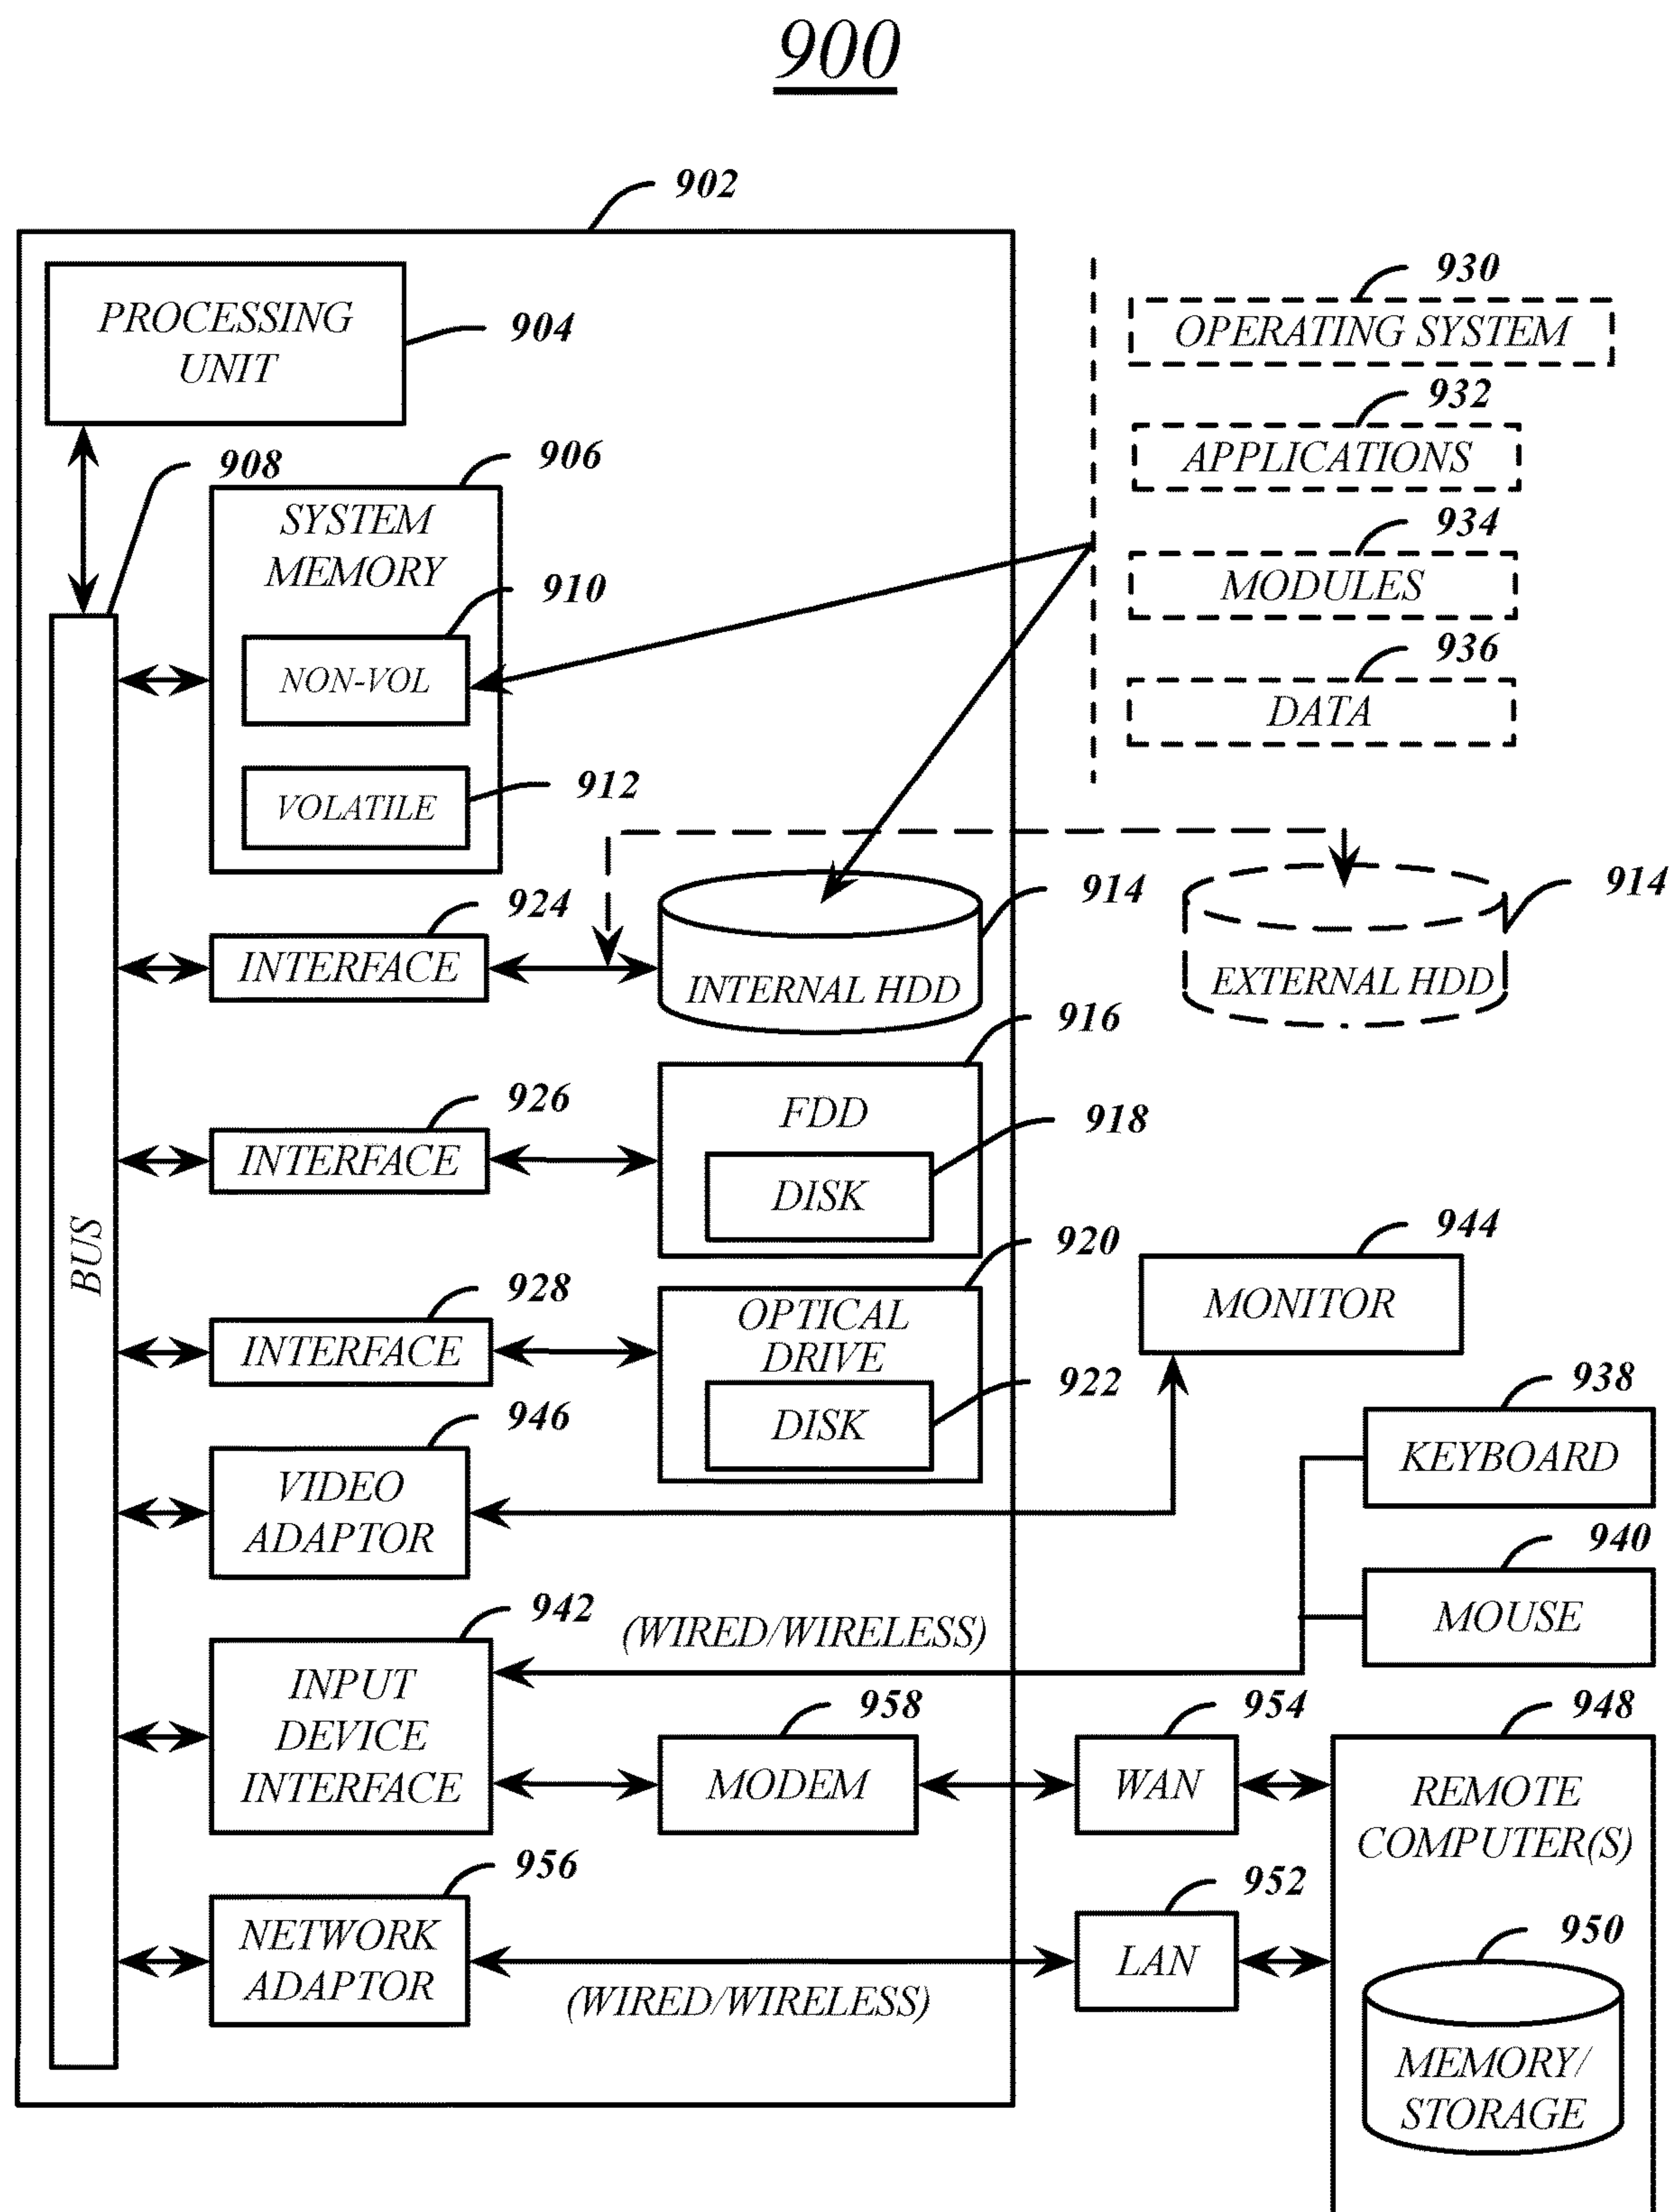 900
902
PROCESSING
UNIT
904
908
906
SYSTEM
MEMORY
910
NON-VOL
VOLATILE
912
930
OPERATING SYSTEM
932
APPLICATIONS
934
MODULES
936
DATA
924
INTERFACE
INTERNAL HDD
914
EXTERNAL HDD
914
926
INTERFACE
916
FDD
918
DISK
BUS
928
INTERFACE
920
OPTICAL
DRIVE
922
DISK
944
MONITOR
946
VIDEO
ADAPTOR
938
KEYBOARD
940
MOUSE
942
INPUT
DEVICE
INTERFACE
(WIRED/WIRELESS)
958
MODEM
954
WAN
948
REMOTE
COMPUTER(S)
956
NETWORK
ADAPTOR
(WIRED/WIRELESS)
952
LAN
950
MEMORY/
STORAGE